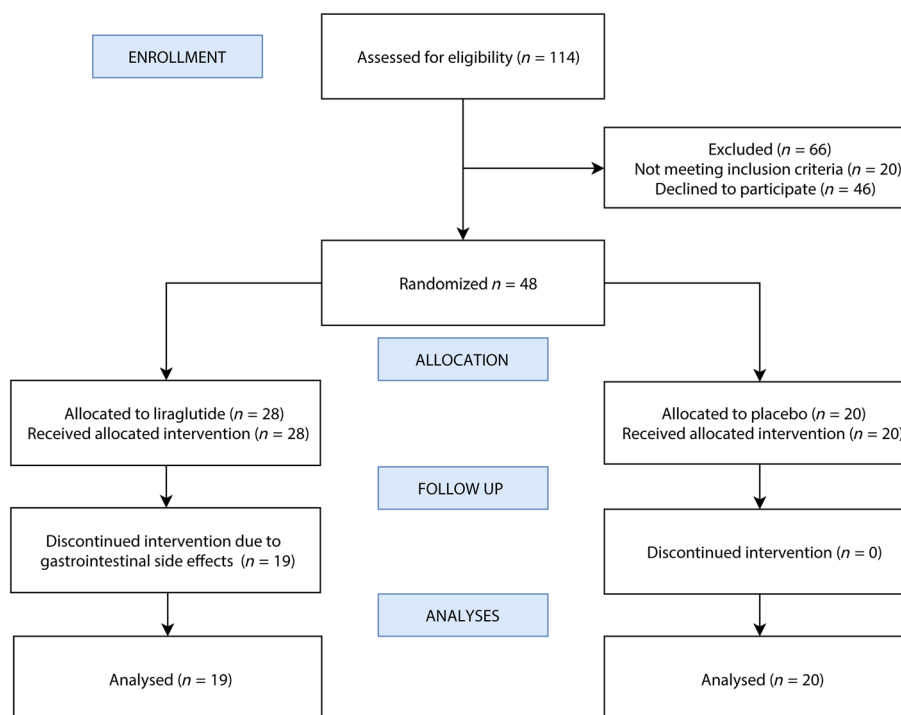 ENROLLMENT
Assessed for eligibility (n = 114)
Excluded (n = 66)
Not meeting inclusion criteria (n = 20)
Declined to participate (n = 46)
Randomized n = 48
ALLOCATION
Allocated to liraglutide (n = 28)
Received allocated intervention (n = 28)
Allocated to placebo (n = 20)
Received allocated intervention (n = 20)
FOLLOW UP
Discontinued intervention due to
gastrointestinal side effects (n = 19)
Discontinued intervention (n = 0)
ANALYSES
Analysed (n = 19)
Analysed (n = 20)